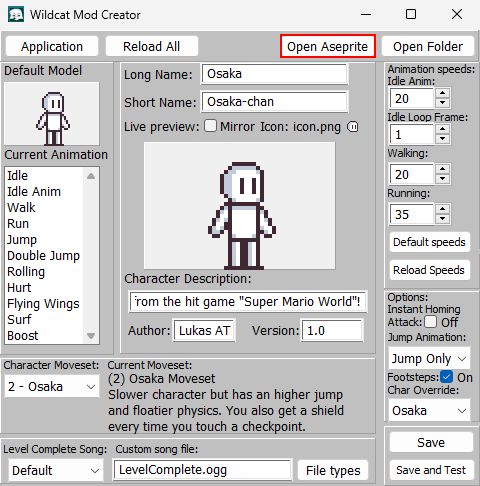 Wildcat Mod Creator
Application
Reload All
Open Aseprite
Open Folder
Default Model
Current Animation
Idle
Idle Anim
Walk
Run
Jump
Double Jump
Rolling
Hurt
Flying Wings
Surf
Boost
Long Name: Osaka
Short Name: Osaka-chan
Live preview: Mirror Icon: icon.png
Character Description:
from the hit game "Super Mario World"!
Author: Lukas AT Version: 1.0
Animation speeds:
Idle Anim:
20
Idle Loop Frame:
1
Walking:
20
Running:
35
Default speeds
Reload Speeds
Options:
Instant Homing
Attack: Off
Jump Animation:
Jump Only
Footsteps: On
Char Override:
Osaka
Character Moveset:
2 - Osaka
Current Moveset:
(2) Osaka Moveset
Slower character but has an higher jump
and floatier physics. You also get a shield
every time you touch a checkpoint.
Level Complete Song:
Default
Custom song file:
LevelComplete.ogg
File types
Save
Save and Test